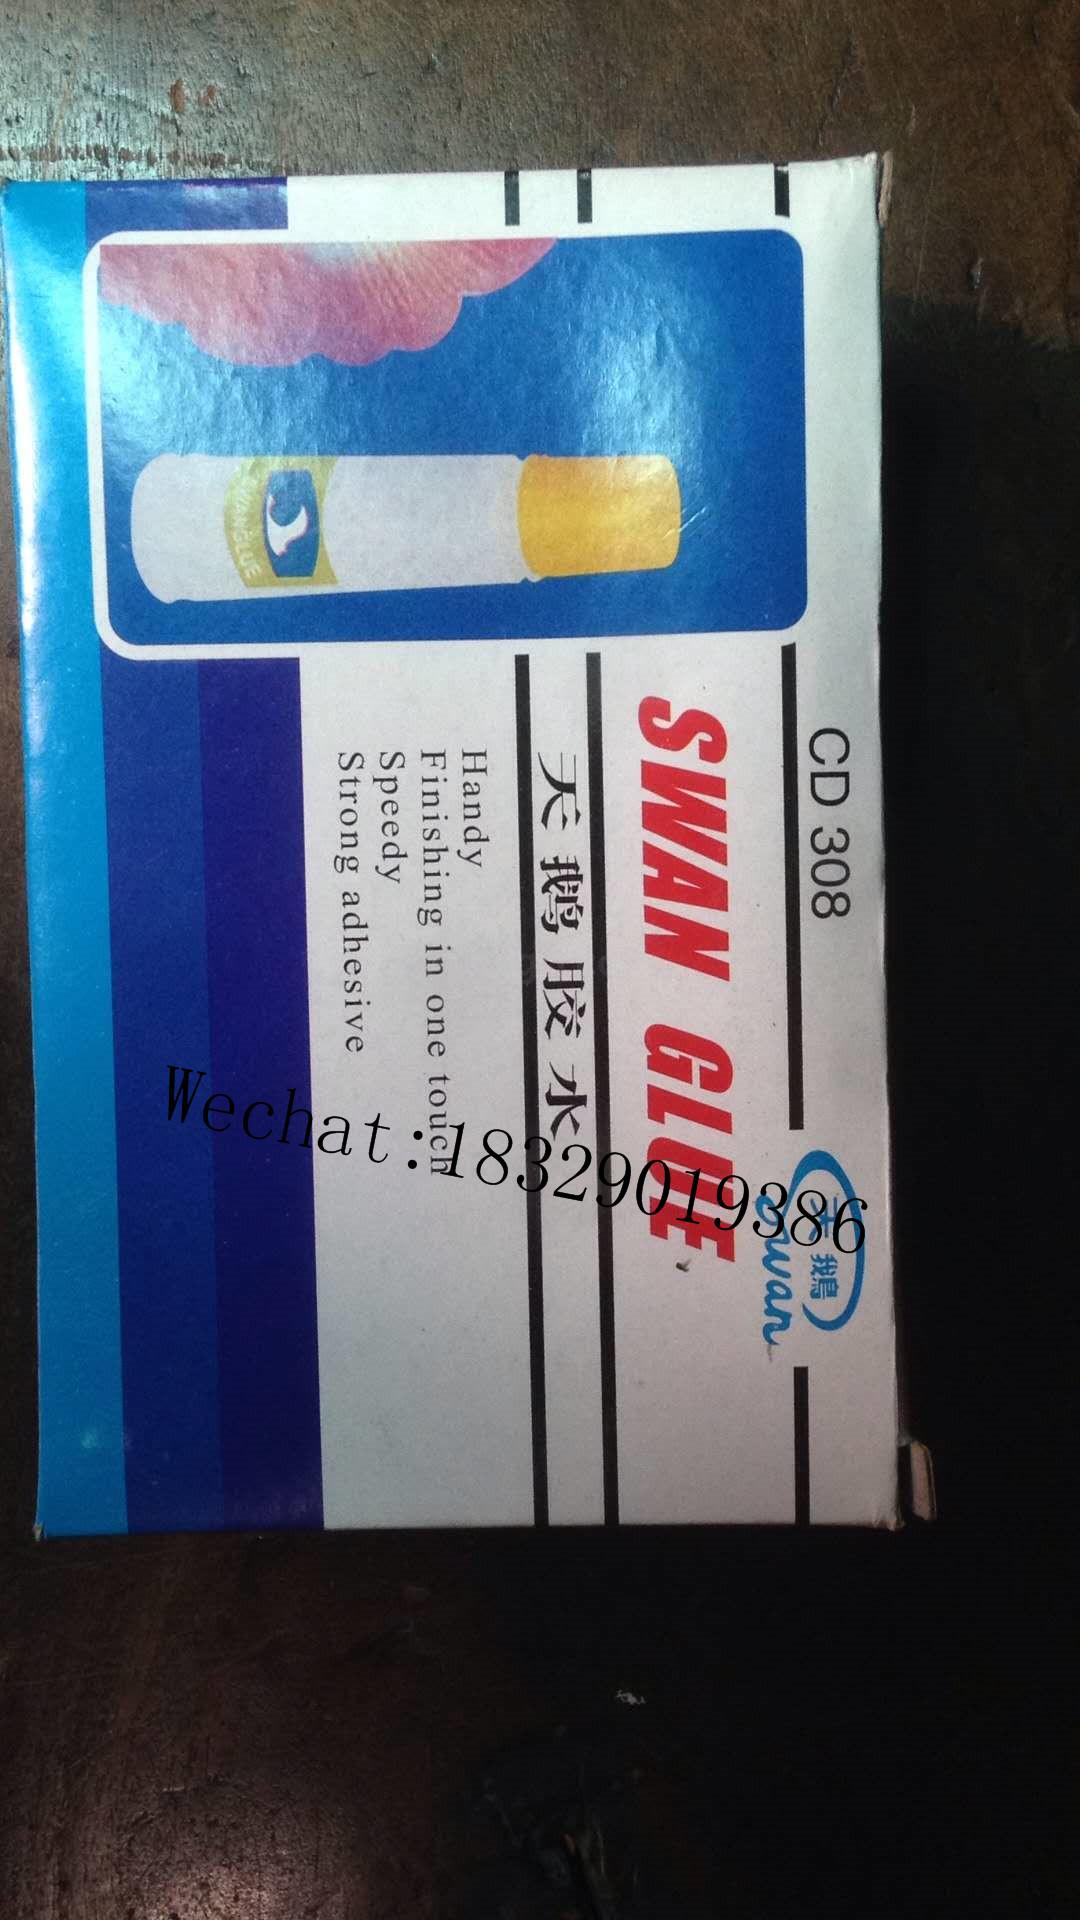 CD 308
天鹅
Swan
SWAN GLUE
天鹅胶水
Handy
Finishing in one touch
Speedy
Strong adhesive
Wechat:18329019386